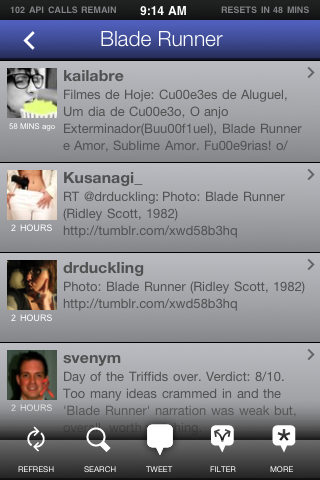 102 API CALLS REMAIN 9:14 AM RESETS IN 48 MINS
Blade Runner
kailabre
Filmes de Hoje: Cu00e3es de Aluguel,
Um dia de Cu00e3o, O anjo
Exterminador(Buu00f1uel), Blade Runner
e Amor, Sublime Amor. Fu00e9rias! o/
58 MINS ago
Kusanagi_
RT @drduckling: Photo: Blade Runner
(Ridley Scott, 1982)
http://tumblr.com/xwd58b3hq
2 HOURS
drduckling
Photo: Blade Runner (Ridley Scott, 1982)
http://tumblr.com/xwd58b3hq
2 HOURS
svenym
Day of the Triffids over. Verdict: 8/10.
Too many ideas crammed in and the
'Blade Runner' narration was weak but,
overall, worth
2 HOURS
REFRESH SEARCH TWEET FILTER MORE